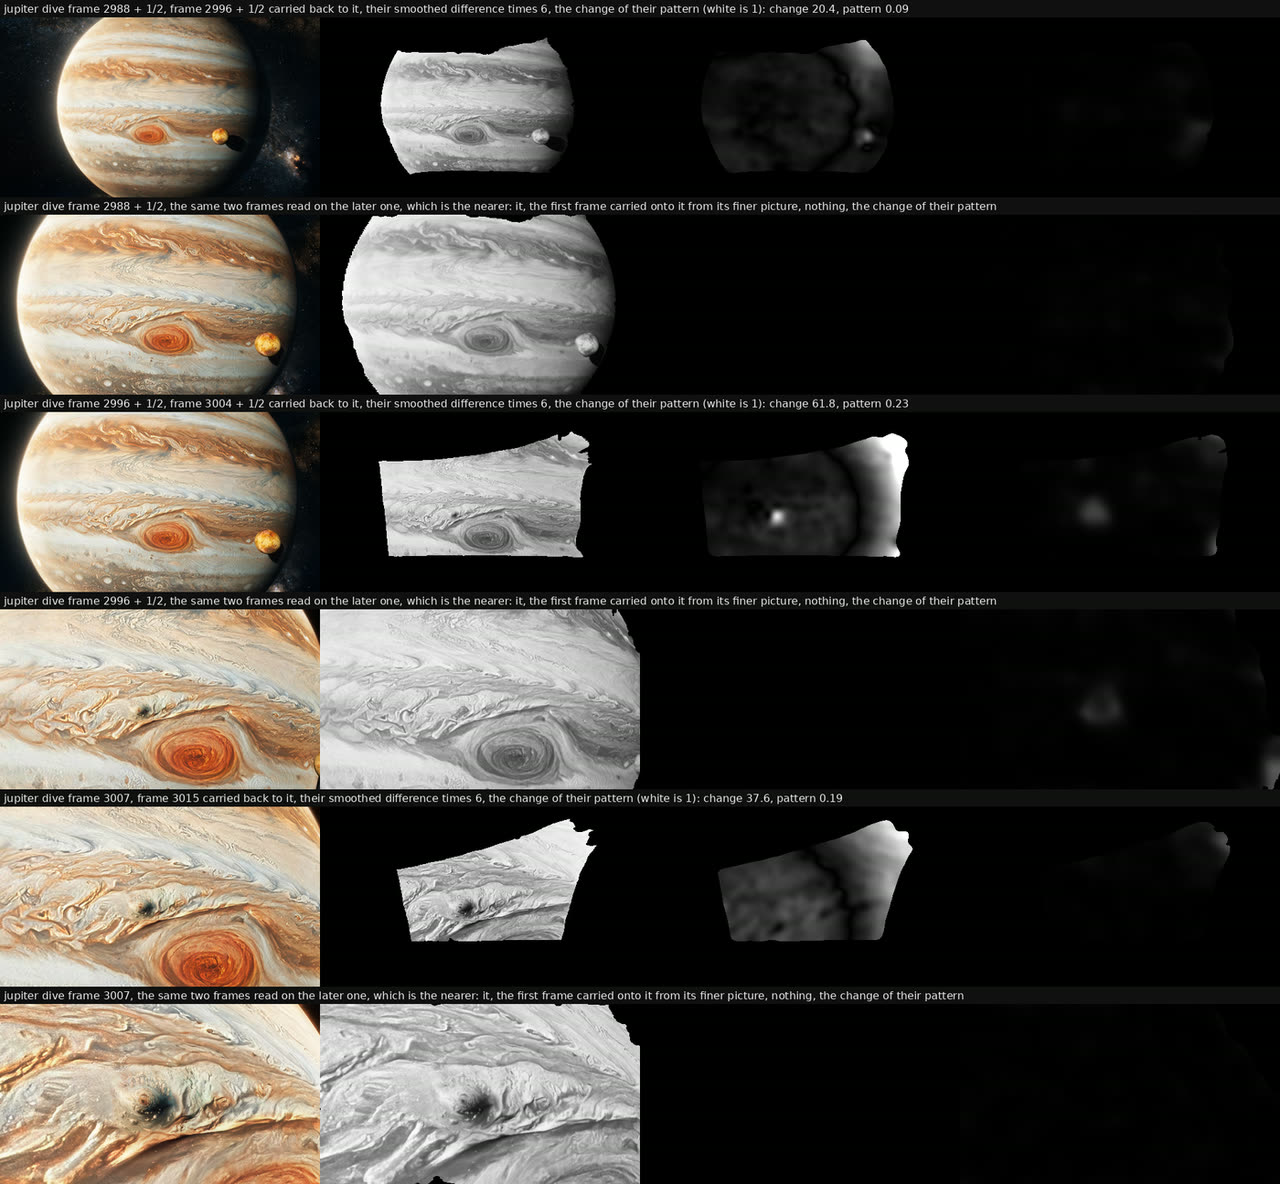 jupiter dive frame 2988 + 1/2, frame 2996 + 1/2 carried back to it, their smoothed difference times 6, the change of their pattern (white is 1): change 20.4, pattern 0.09
jupiter dive frame 2988 + 1/2, the same two frames read on the later one, which is the nearer: it, the first frame carried onto it from its finer picture, nothing, the change of their pattern
jupiter dive frame 2996 + 1/2, frame 3004 + 1/2 carried back to it, their smoothed difference times 6, the change of their pattern (white is 1): change 61.8, pattern 0.23
jupiter dive frame 2996 + 1/2, the same two frames read on the later one, which is the nearer: it, the first frame carried onto it from its finer picture, nothing, the change of their pattern
jupiter dive frame 3007, frame 3015 carried back to it, their smoothed difference times 6, the change of their pattern (white is 1): change 37.6, pattern 0.19
jupiter dive frame 3007, the same two frames read on the later one, which is the nearer: it, the first frame carried onto it from its finer picture, nothing, the change of their pattern